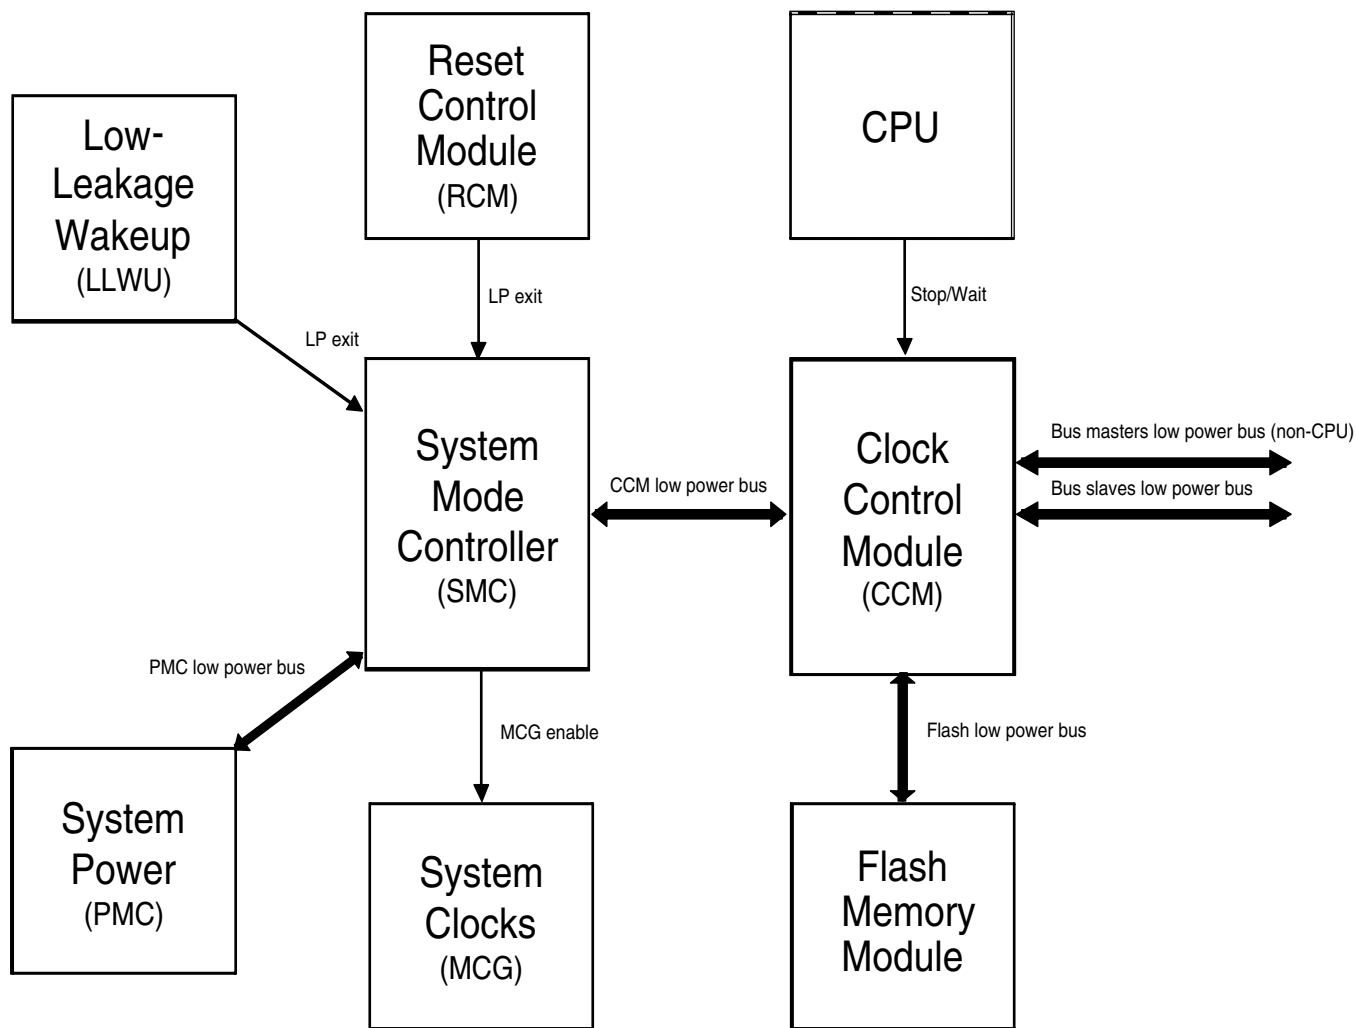 Reset
Control
Module
(RCM)
CPU
Low-
Leakage
Wakeup
(LLWU)
LP exit
LP exit
Stop/Wait
System
Mode
Controller
(SMC)
CCM low power bus
Clock
Control
Module
(CCM)
Bus masters low power bus (non-CPU)
Bus slaves low power bus
PMC low power bus
MCG enable
Flash low power bus
System
Power
(PMC)
System
Clocks
(MCG)
Flash
Memory
Module